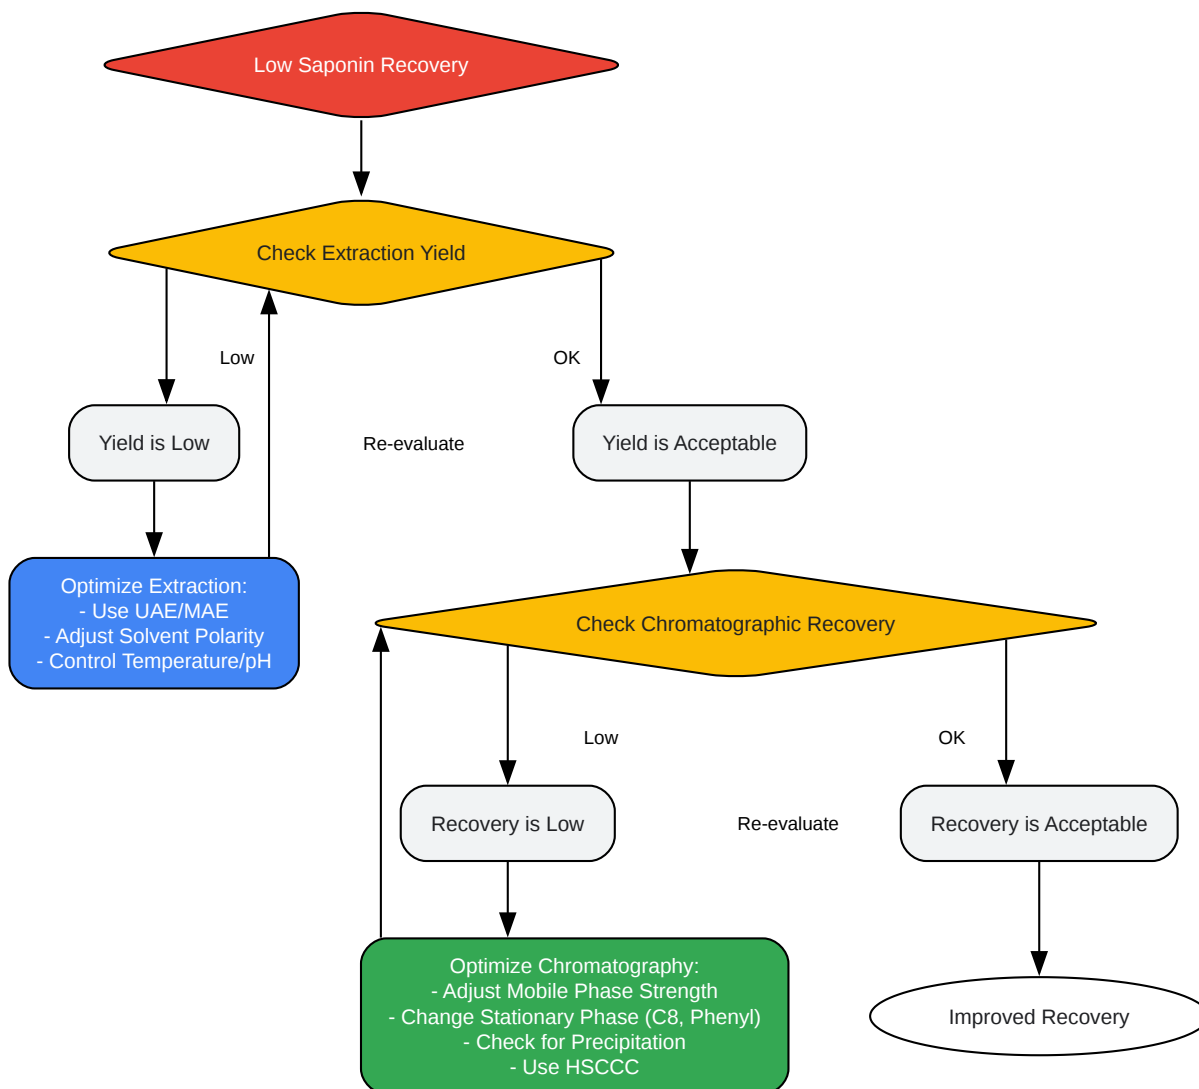 Low Saponin Recovery
Check Extraction Yield
Low
OK
Yield is Low
Re-evaluate
Yield is Acceptable
Optimize Extraction:
- Use UAE/MAE
- Adjust Solvent Polarity
- Control Temperature/pH
Check Chromatographic Recovery
Low
OK
Recovery is Low
Re-evaluate
Recovery is Acceptable
Optimize Chromatography:
- Adjust Mobile Phase Strength
- Change Stationary Phase (C8, Phenyl)
- Check for Precipitation
- Use HSCCC
Improved Recovery